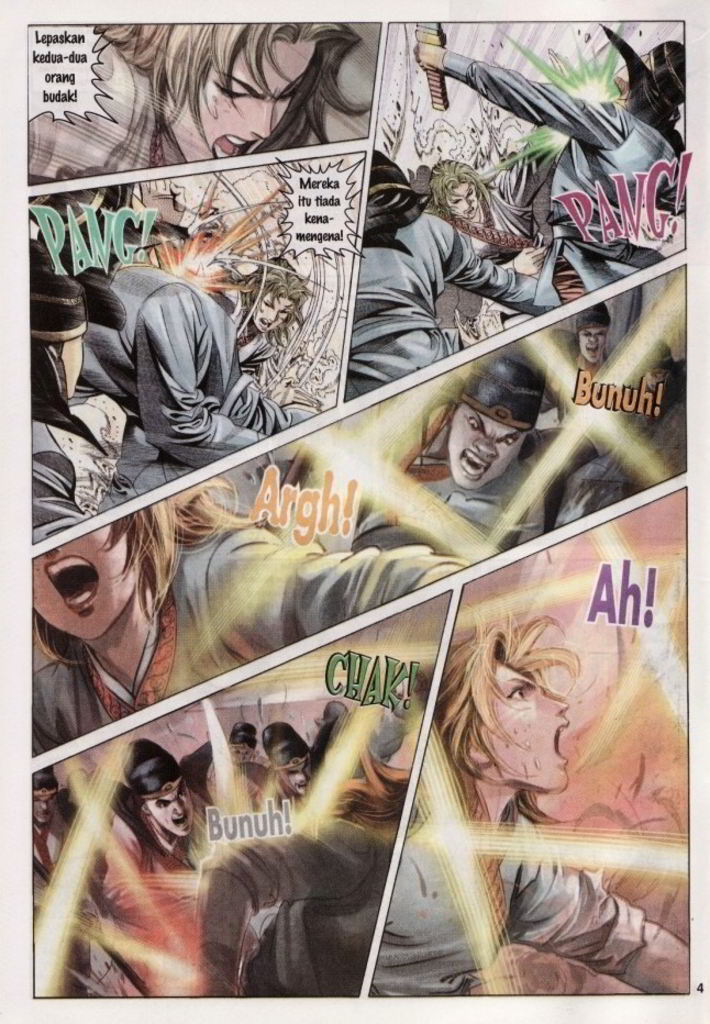 Lepaskan
kedua-dua
orang
budak!
PANG!
Mereka
itu tiada
kena-
mengena!
PANG!
Bunuh!
Argh!
Ah!
CHAK!
Bunuh!
4